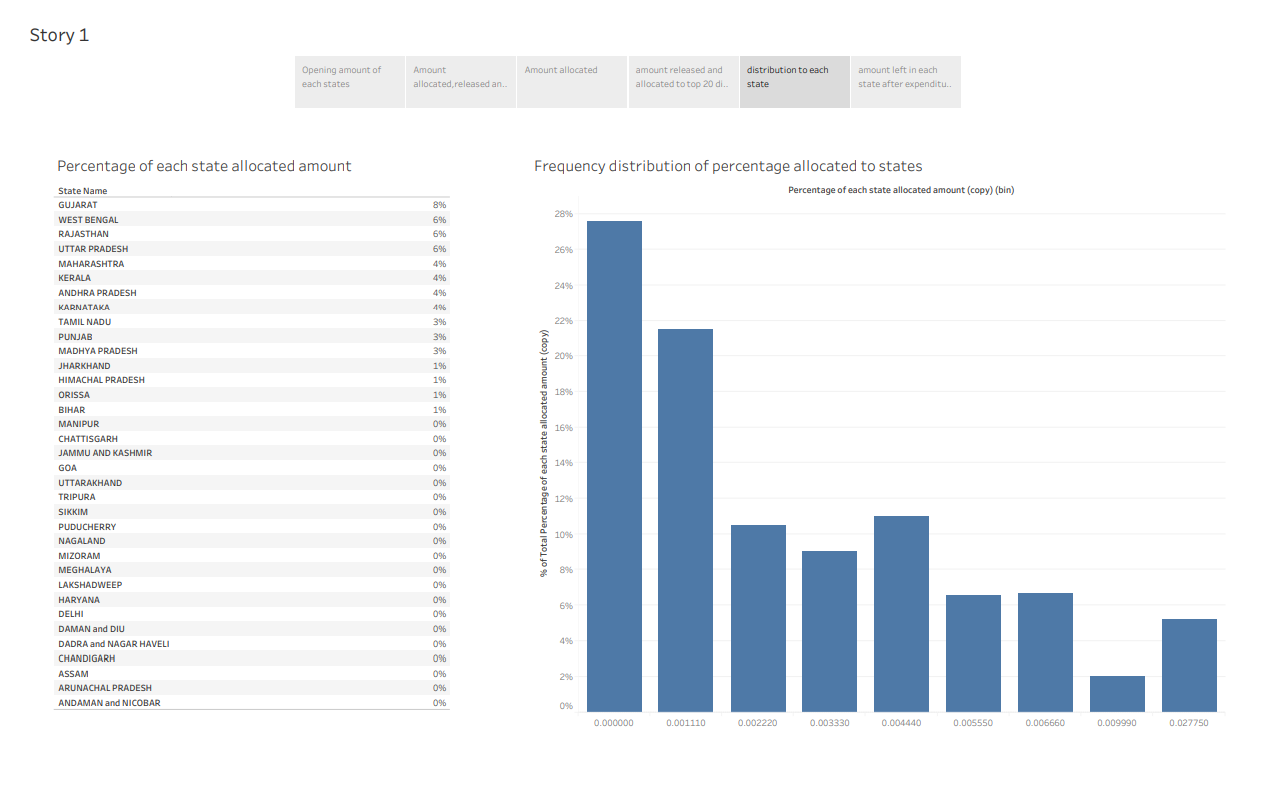 Story 1
Opening amount of
each states
Amount
allocated,released an..
Amount allocated
amount released and
allocated to top 20 di..
distribution to each
state
amount left in each
state after expenditu..
Percentage of each state allocated amount
State Name
GUJARAT 8%
WEST BENGAL 6%
RAJASTHAN 6%
UTTAR PRADESH 6%
MAHARASHTRA 4%
KERALA 4%
ANDHRA PRADESH 4%
KARNATAKA 4%
TAMIL NADU 3%
PUNJAB 3%
MADHYA PRADESH 3%
JHARKHAND 1%
HIMACHAL PRADESH 1%
ORISSA 1%
BIHAR 1%
MANIPUR 0%
CHATTISGARH 0%
JAMMU AND KASHMIR 0%
GOA 0%
UTTARAKHAND 0%
TRIPURA 0%
SIKKIM 0%
PUDUCHERRY 0%
NAGALAND 0%
MIZORAM 0%
MEGHALAYA 0%
LAKSHADWEEP 0%
HARYANA 0%
DELHI 0%
DAMAN and DIU 0%
DADRA and NAGAR HAVELI 0%
CHANDIGARH 0%
ASSAM 0%
ARUNACHAL PRADESH 0%
ANDAMAN and NICOBAR 0%
Frequency distribution of percentage allocated to states
Percentage of each state allocated amount (copy) (bin)
% of Total Percentage of each state allocated amount (copy)
28%
26%
24%
22%
20%
18%
16%
14%
12%
10%
8%
6%
4%
2%
0%
0.000000 0.001110 0.002220 0.003330 0.004440 0.005550 0.006660 0.009990 0.027750